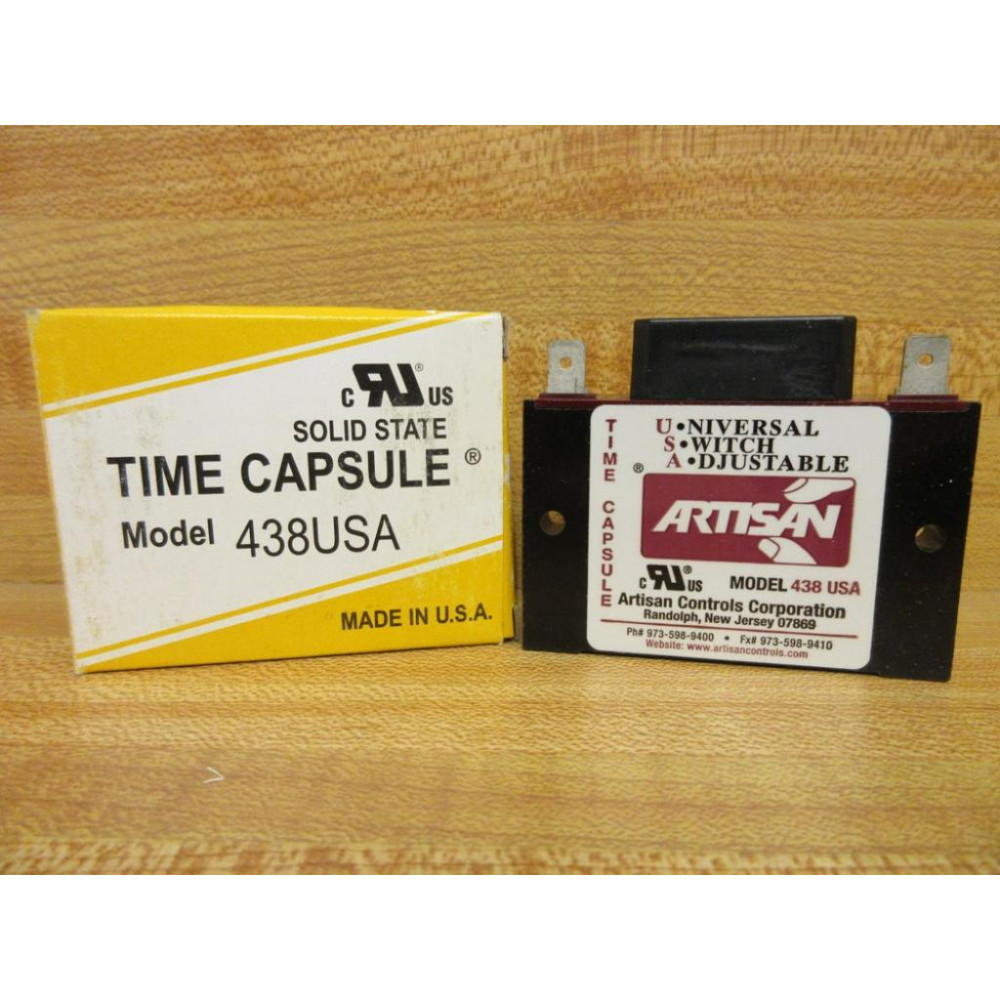 c RU ® US
SOLID STATE
TIME CAPSULE ®
Model 438USA
MADE IN U.S.A.
TIME CAPSULE ®
U•NIVERSAL
S•WITCH
A•DJUSTABLE
ARTISAN
c RU ® US MODEL 438 USA
Artisan Controls Corporation
Randolph, New Jersey 07869
Ph# 973-598-9400 • Fx# 973-598-9410
Website: www.artisancontrols.com